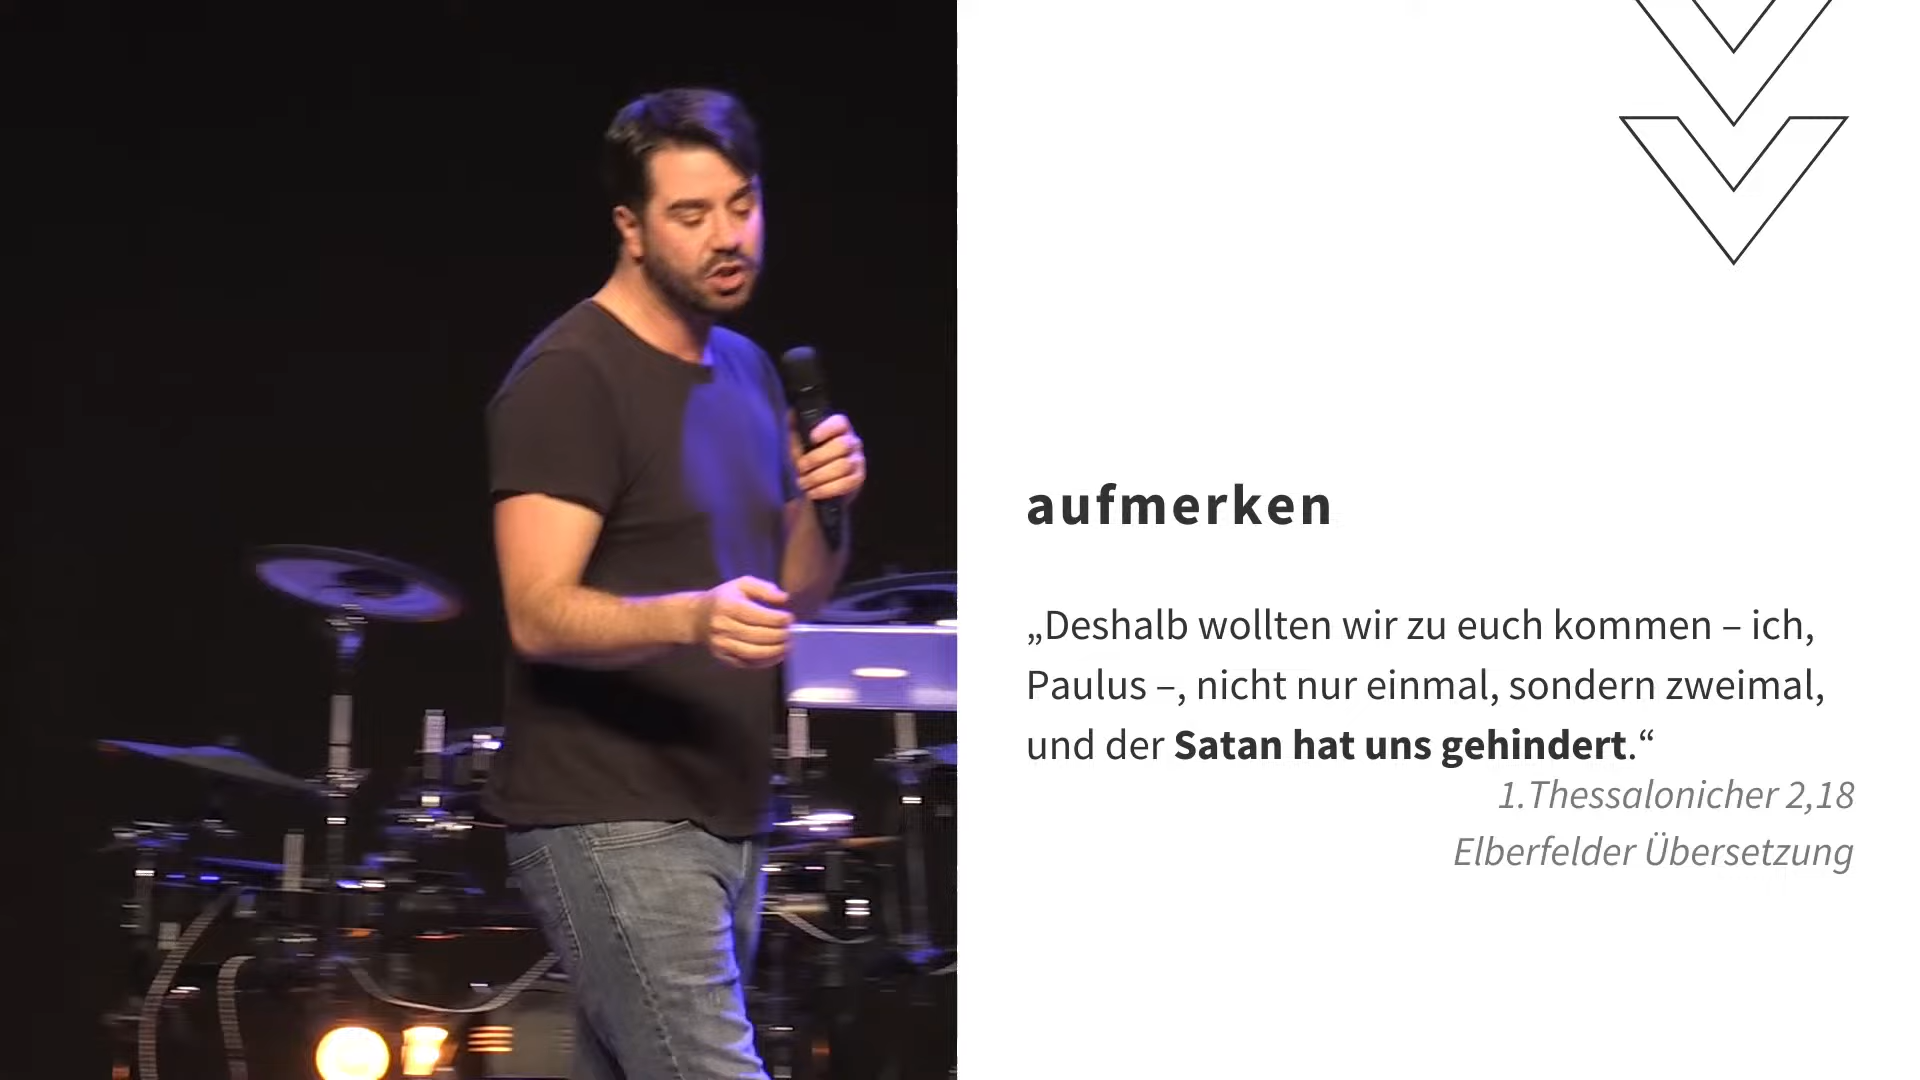 aufmerken
„Deshalb wollten wir zu euch kommen – ich,
Paulus –, nicht nur einmal, sondern zweimal,
und der Satan hat uns gehindert.“
1.Thessalonicher 2,18
Elberfelder Übersetzung